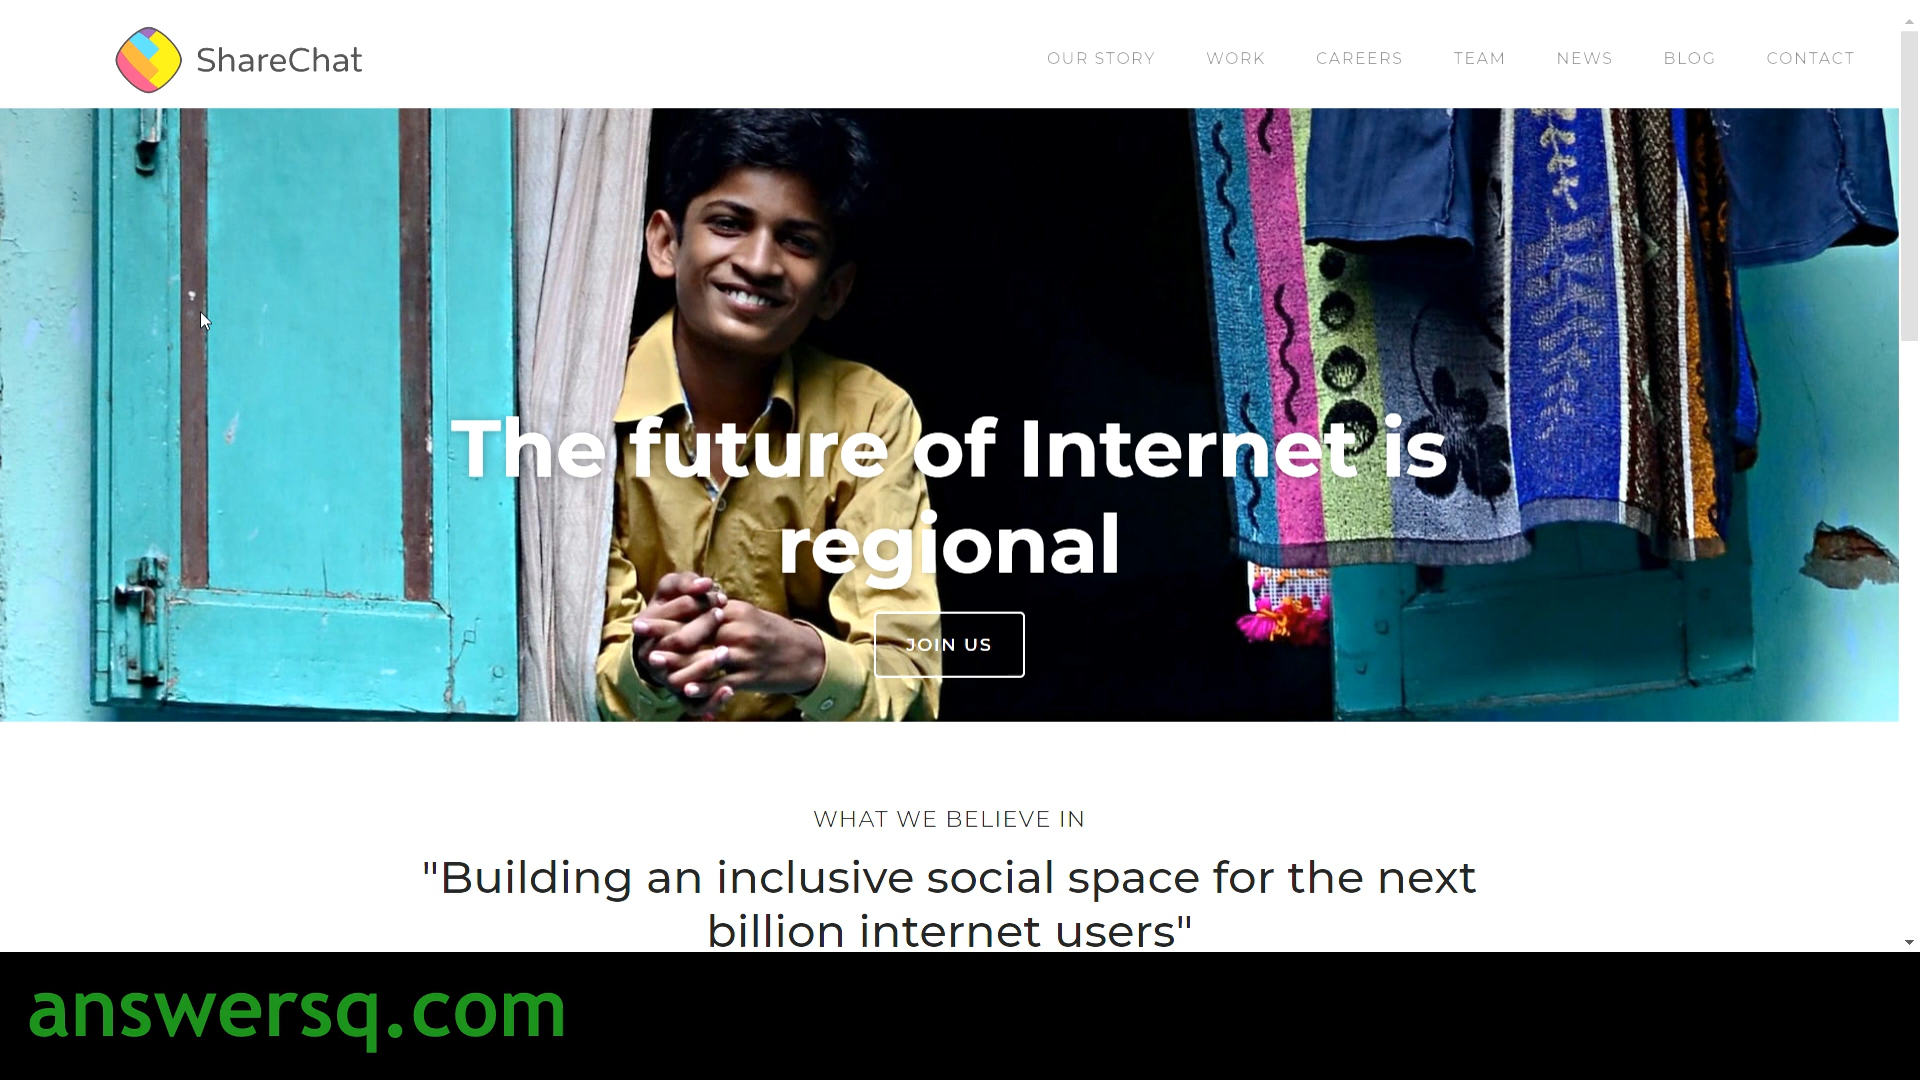 ShareChat
OUR STORY WORK CAREERS TEAM NEWS BLOG CONTACT
The future of Internet is
regional
JOIN US
WHAT WE BELIEVE IN
"Building an inclusive social space for the next
billion internet users"
answersq.com